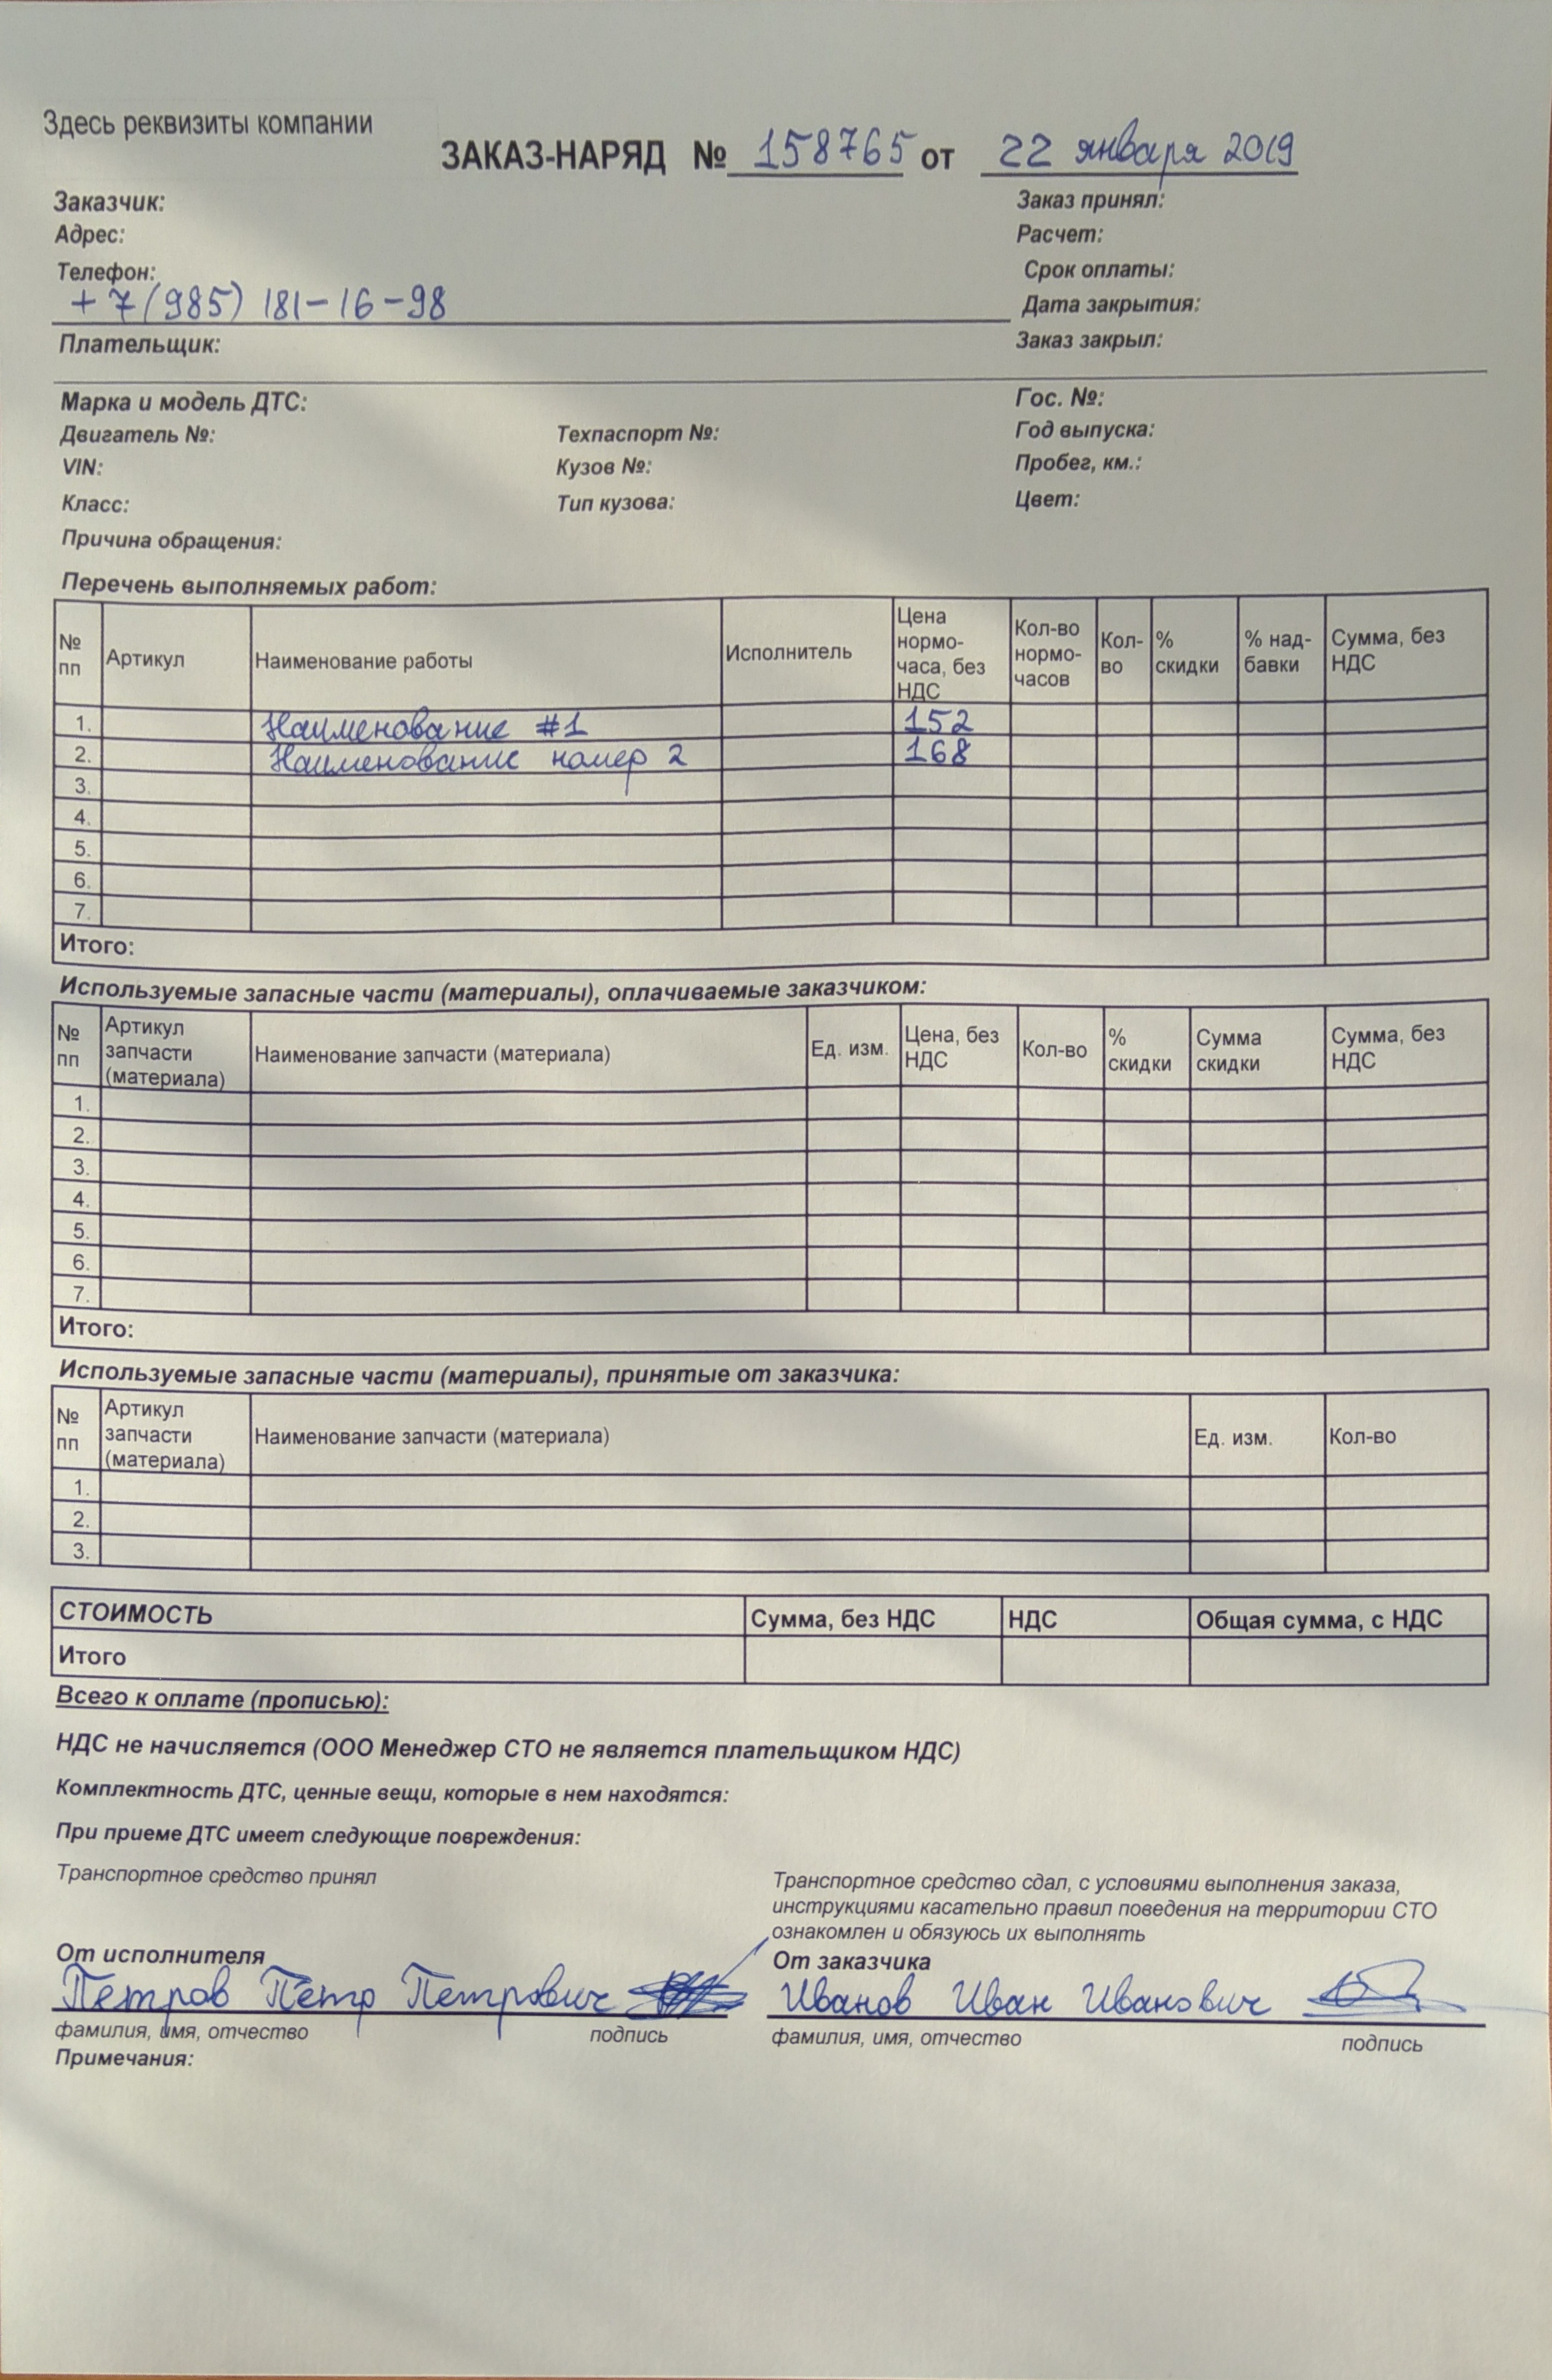 Здесь реквизиты компании
ЗАКАЗ-НАРЯД № 158765 от 22 января 2019
Заказчик: Заказ принял:
Адрес: Расчет:
Телефон: Срок оплаты:
+7(985) 181-16-98 Дата закрытия:
Плательщик: Заказ закрыл:
Марка и модель ДТС: Гос. №:
Двигатель №: Техпаспорт №: Год выпуска:
VIN: Кузов №: Пробег, км.:
Класс: Тип кузова: Цвет:
Причина обращения:
Перечень выполняемых работ:
№ пп Артикул Наименование работы Исполнитель Цена нормо-часа, без НДС Кол-во нормо-часов Кол-во % скидки % над-бавки Сумма, без НДС
1. Наименование #1 152
2. Наименование номер 2 168
3.
4.
5.
6.
7.
Итого:
Используемые запасные части (материалы), оплачиваемые заказчиком:
№ пп Артикул запчасти (материала) Наименование запчасти (материала) Ед. изм. Цена, без НДС Кол-во % скидки Сумма скидки Сумма, без НДС
1.
2.
3.
4.
5.
6.
7.
Итого:
Используемые запасные части (материалы), принятые от заказчика:
№ пп Артикул запчасти (материала) Наименование запчасти (материала) Ед. изм. Кол-во
1.
2.
3.
СТОИМОСТЬ Сумма, без НДС НДС Общая сумма, с НДС
Итого
Всего к оплате (прописью):
НДС не начисляется (ООО Менеджер СТО не является плательщиком НДС)
Комплектность ДТС, ценные вещи, которые в нем находятся:
При приеме ДТС имеет следующие повреждения:
Транспортное средство принял
Транспортное средство сдал, с условиями выполнения заказа,
инструкциями касательно правил поведения на территории СТО
ознакомлен и обязуюсь их выполнять
От исполнителя От заказчика
Петров Петр Петрович Иванов Иван Иванович
фамилия, имя, отчество подпись фамилия, имя, отчество подпись
Примечания: